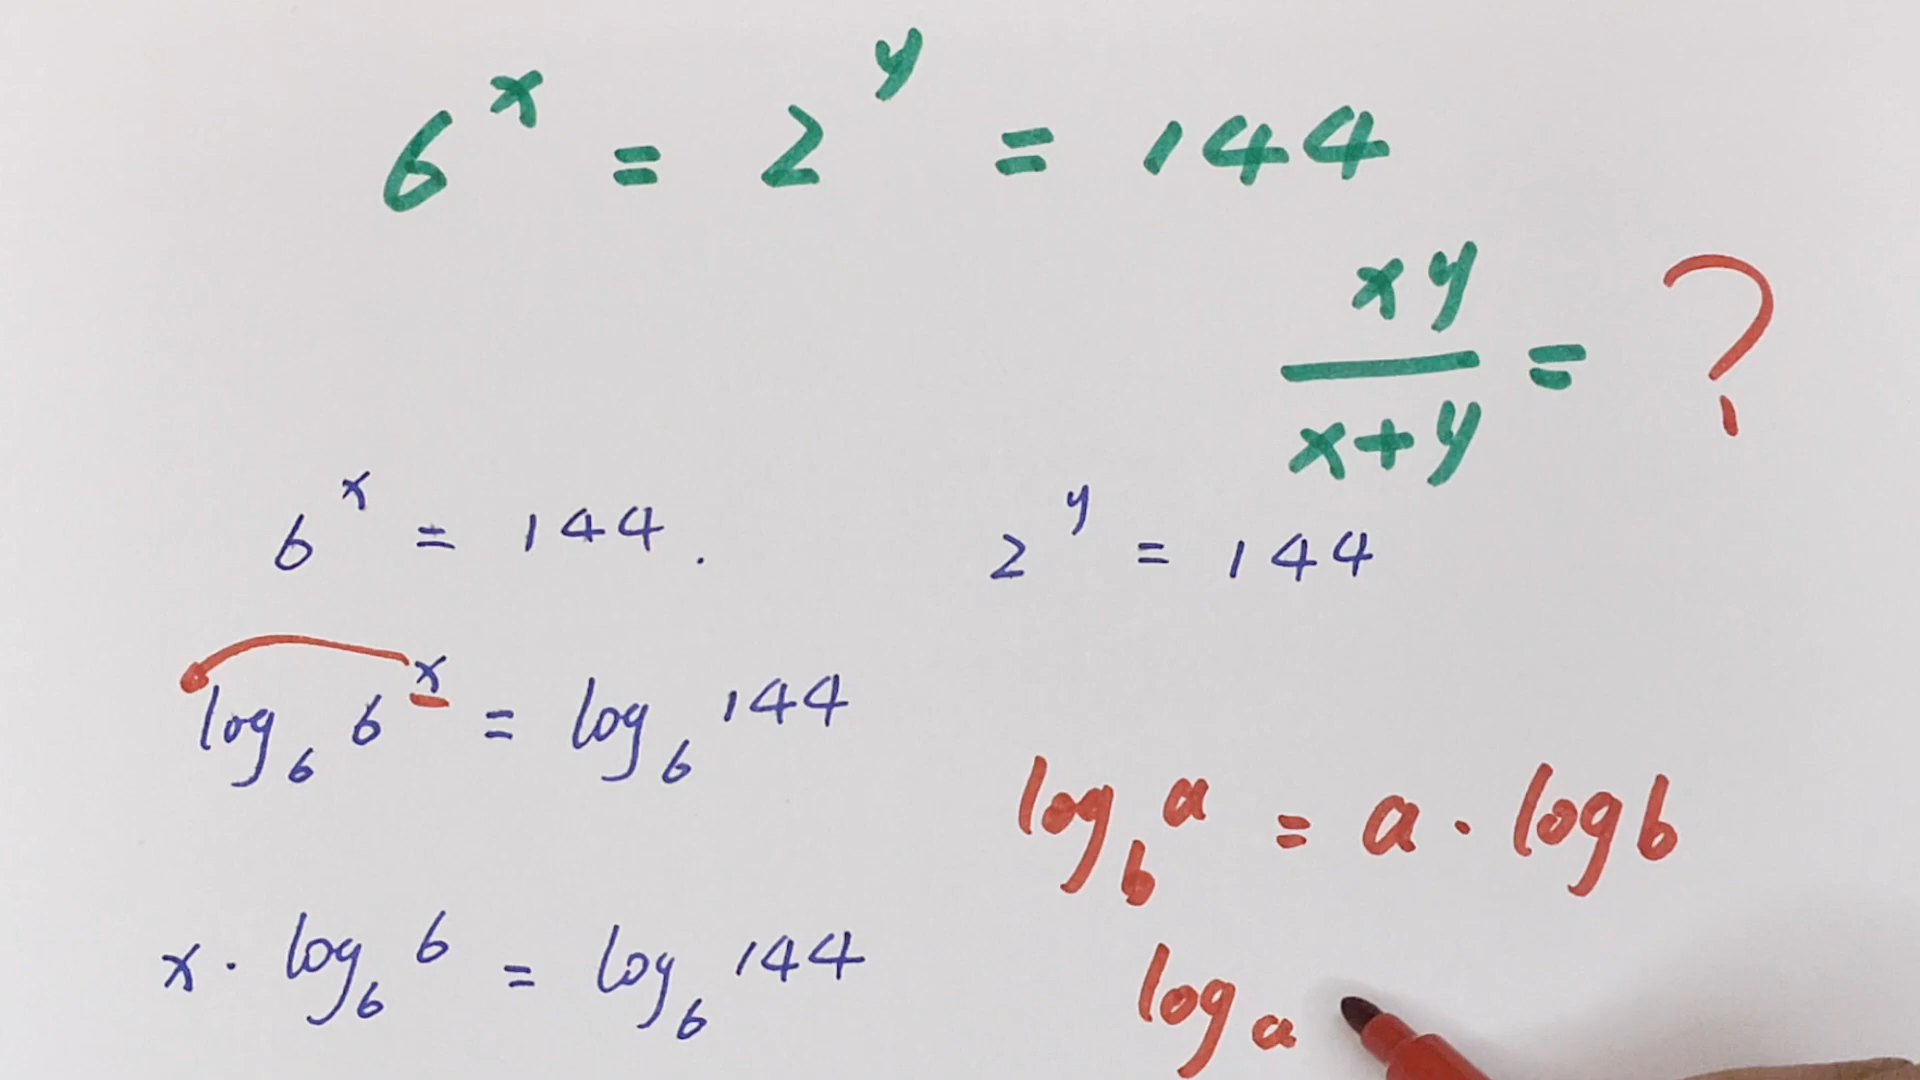 6^x = 2^y = 144
xy/(x+y) = ?
6^x = 144.
2^y = 144
log_6 6^x = log_6 144
log_b a = a · log b
x · log_6 6 = log_6 144
log_a